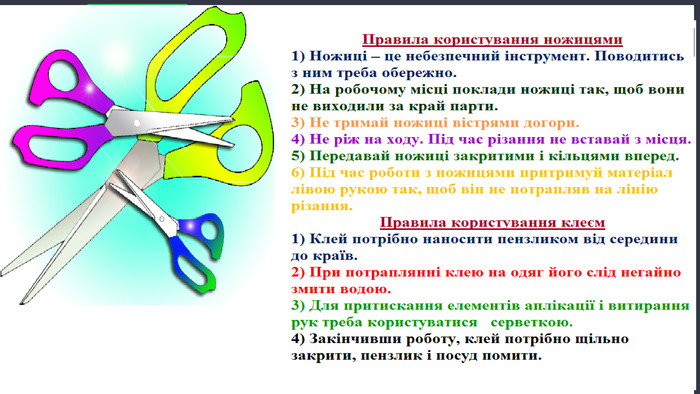 Правила користування ножицями
1) Ножиці – це небезпечний інструмент. Поводитись
з ним треба обережно.
2) На робочому місці поклади ножиці так, щоб вони
не виходили за край парти.
3) Не тримай ножиці вістрями догори.
4) Не ріж на ходу. Під час різання не вставай з місця.
5) Передавай ножиці закритими і кільцями вперед.
6) Під час роботи з ножицями притримуй матеріал
лівою рукою так, щоб він не потрапляв на лінію
різання.
Правила користування клеєм
1) Клей потрібно наносити пензликом від середини
до країв.
2) При потраплянні клею на одяг його слід негайно
змити водою.
3) Для притискання елементів аплікації і витирання
рук треба користуватися серветкою.
4) Закінчивши роботу, клей потрібно щільно
закрити, пензлик і посуд помити.